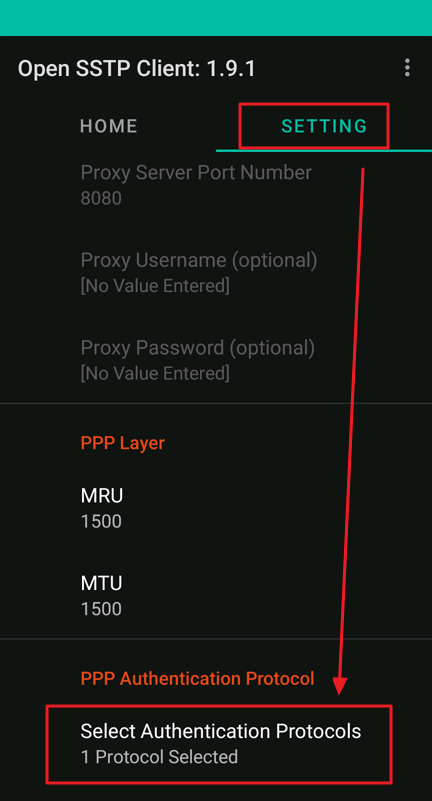 Open SSTP Client: 1.9.1
HOME
SETTING
Proxy Server Port Number
8080
Proxy Username (optional)
[No Value Entered]
Proxy Password (optional)
[No Value Entered]
PPP Layer
MRU
1500
MTU
1500
PPP Authentication Protocol
Select Authentication Protocols
1 Protocol Selected